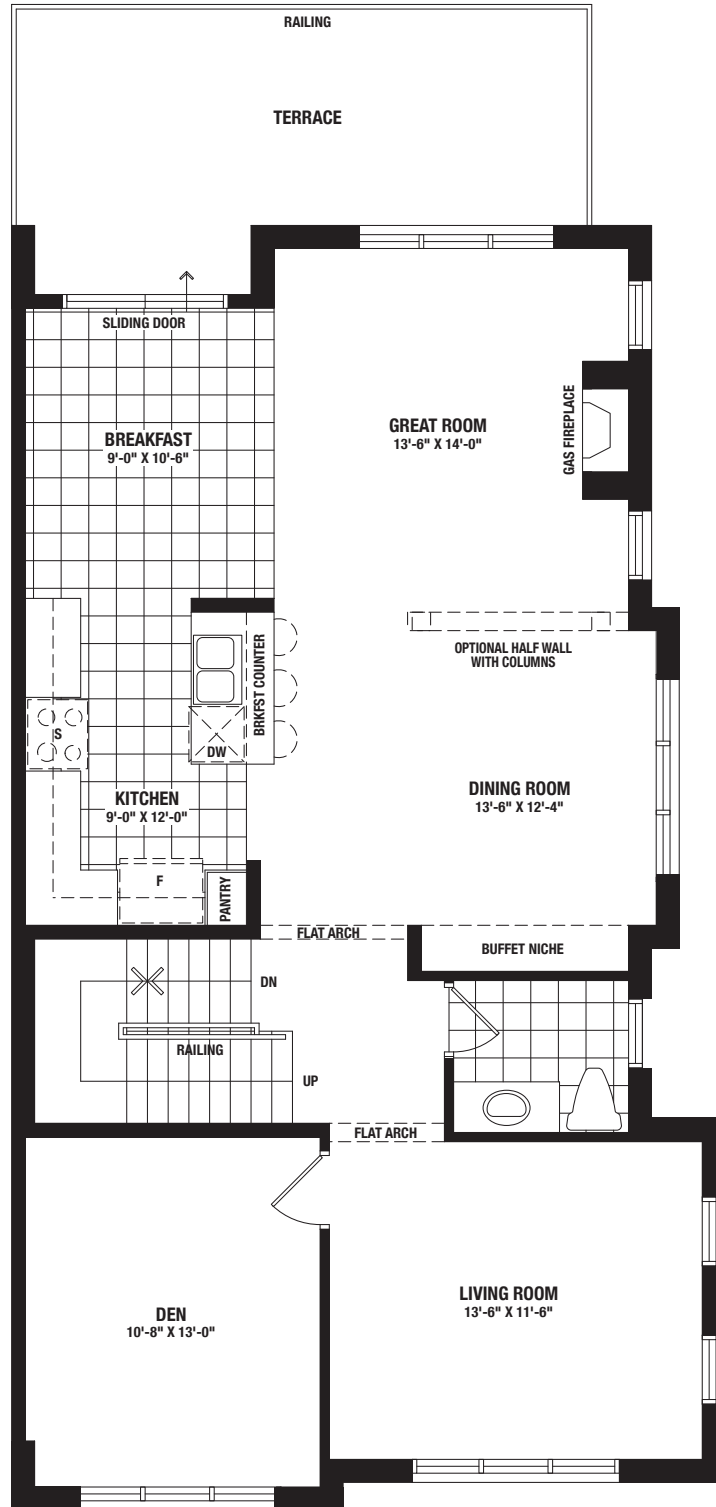 RAILING
TERRACE
SLIDING DOOR
BREAKFAST
9'-0" X 10'-6"
GREAT ROOM
13'-6" X 14'-0"
GAS FIREPLACE
OPTIONAL HALF WALL
WITH COLUMNS
BRKFST COUNTER
S
DW
KITCHEN
9'-0" X 12'-0"
DINING ROOM
13'-6" X 12'-4"
F
PANTRY
FLAT ARCH
BUFFET NICHE
DN
RAILING
UP
FLAT ARCH
DEN
10'-8" X 13'-0"
LIVING ROOM
13'-6" X 11'-6"